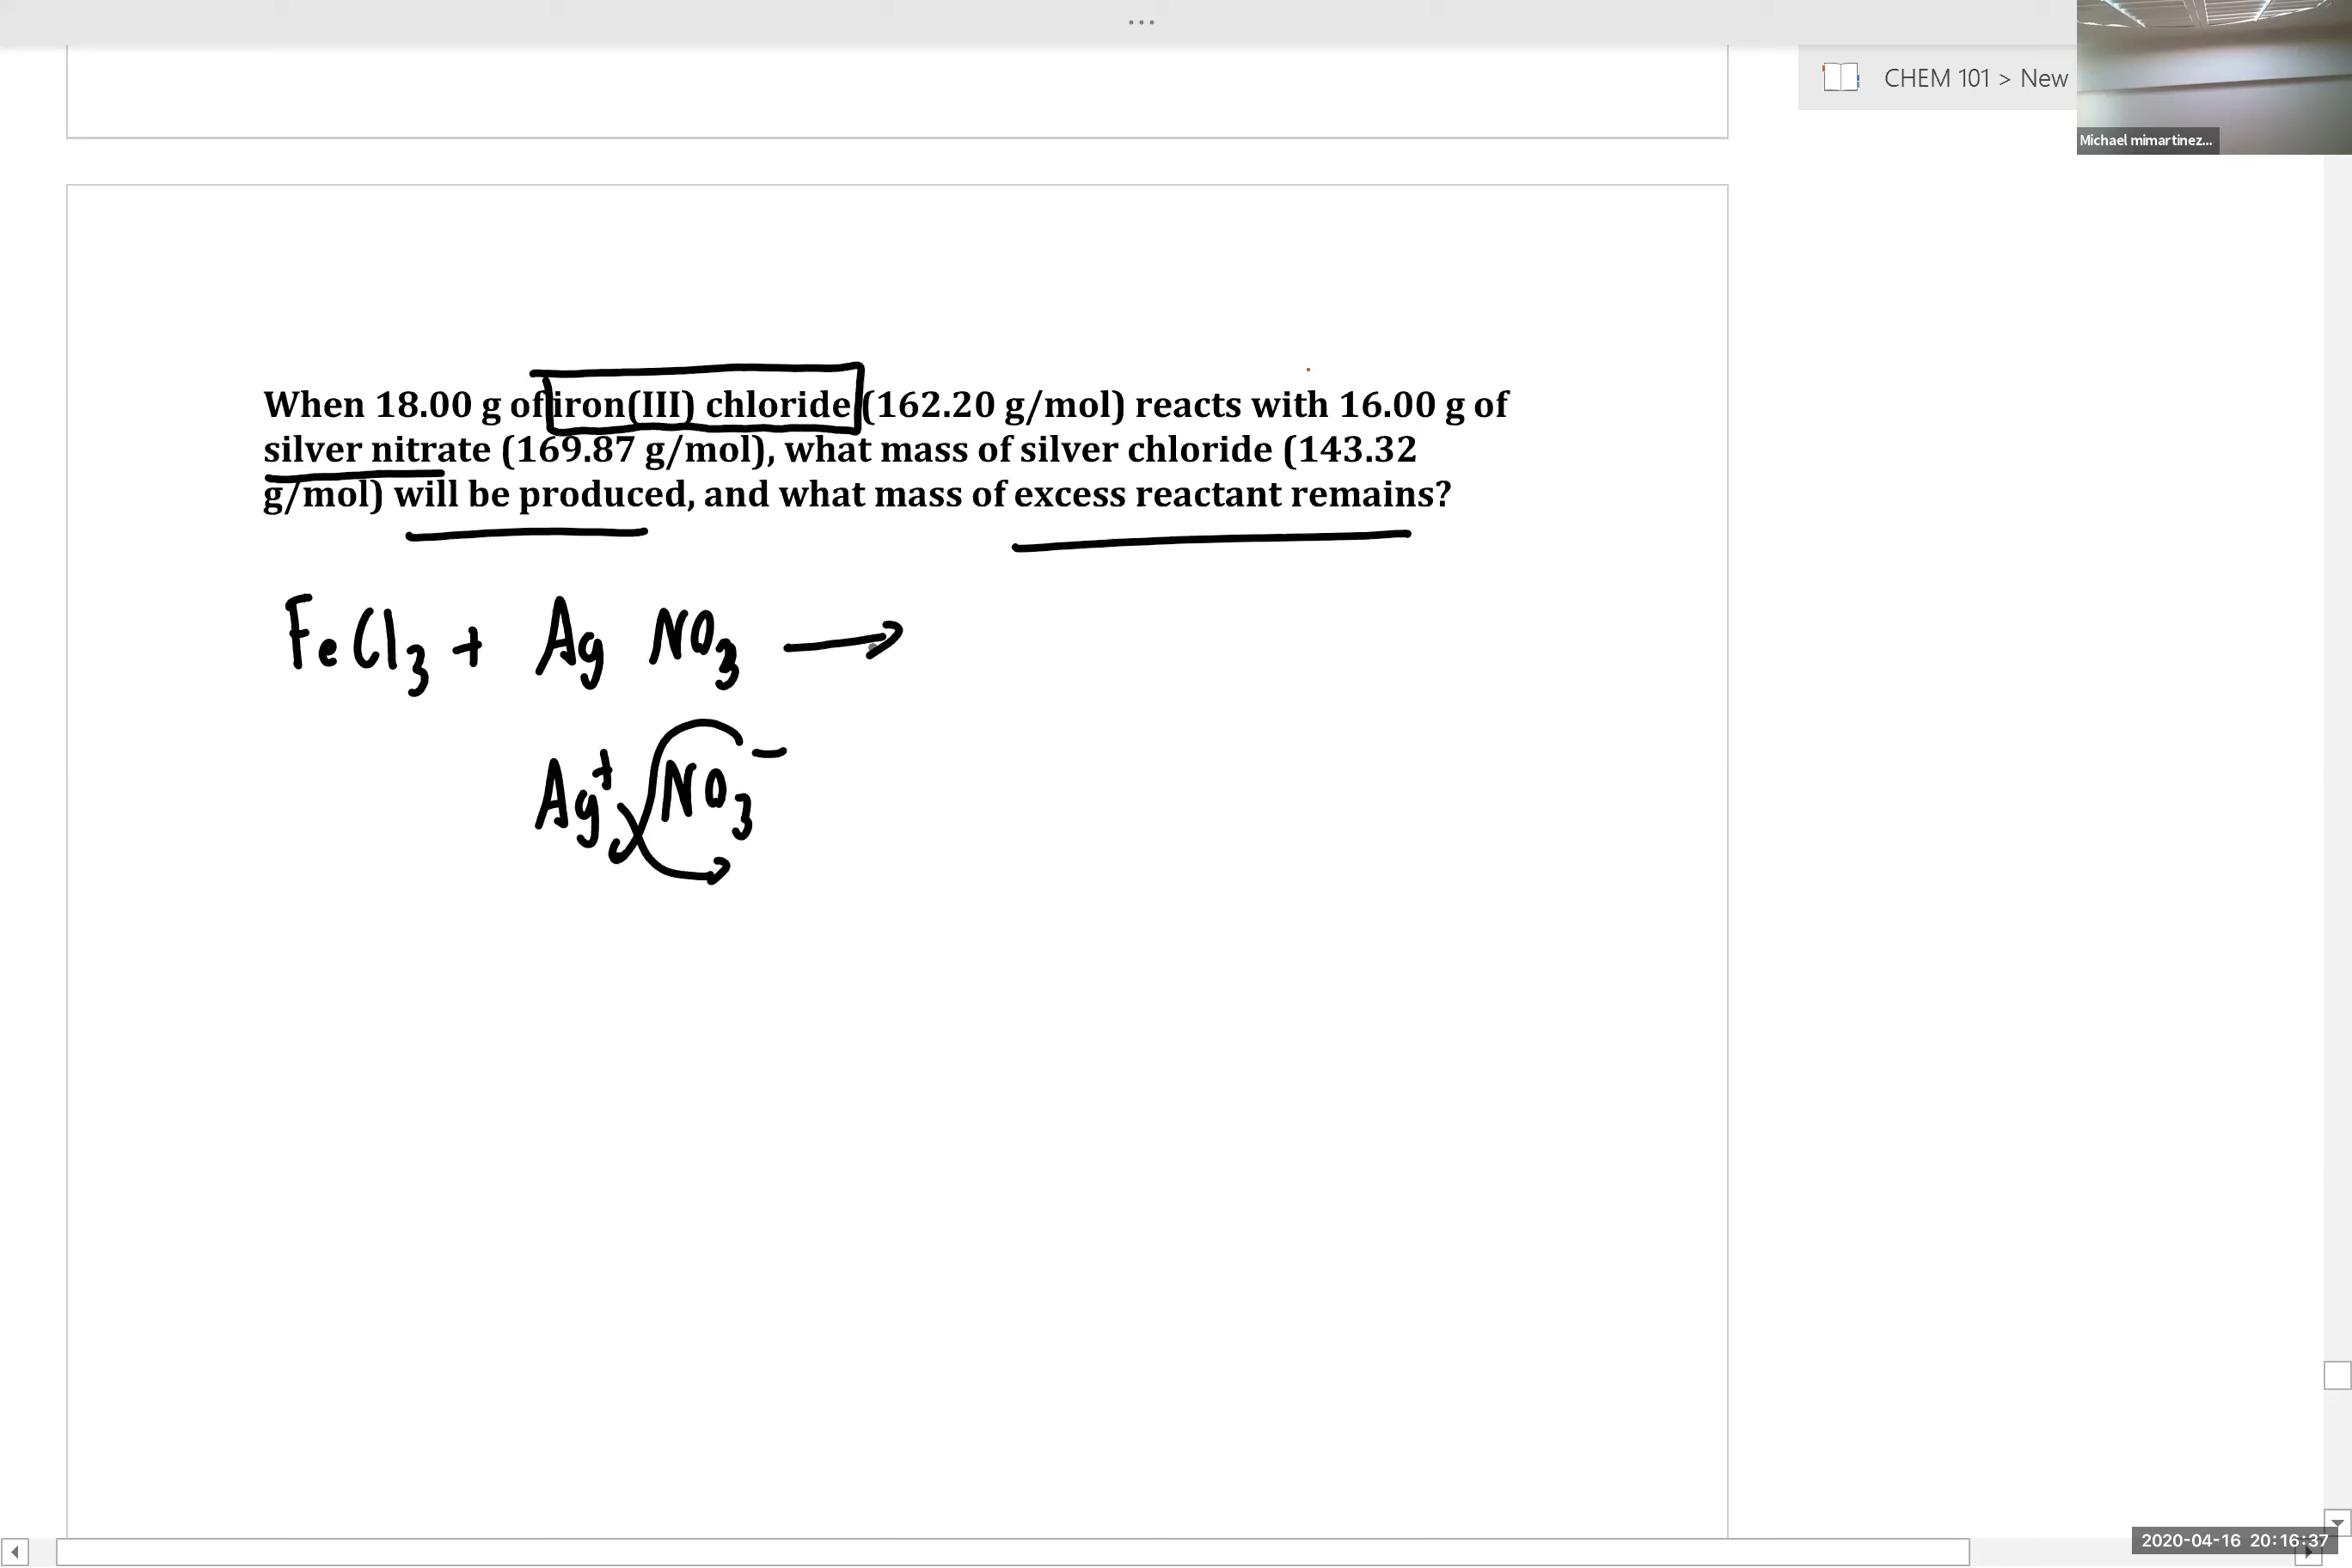 CHEM 101 > New
Michael mimartinez...
When 18.00 g of iron(III) chloride (162.20 g/mol) reacts with 16.00 g of
silver nitrate (169.87 g/mol), what mass of silver chloride (143.32
g/mol) will be produced, and what mass of excess reactant remains?
FeCl₃ + Ag NO₃ ⟶
Ag⁺ NO₃⁻
2020-04-16 20:16:37